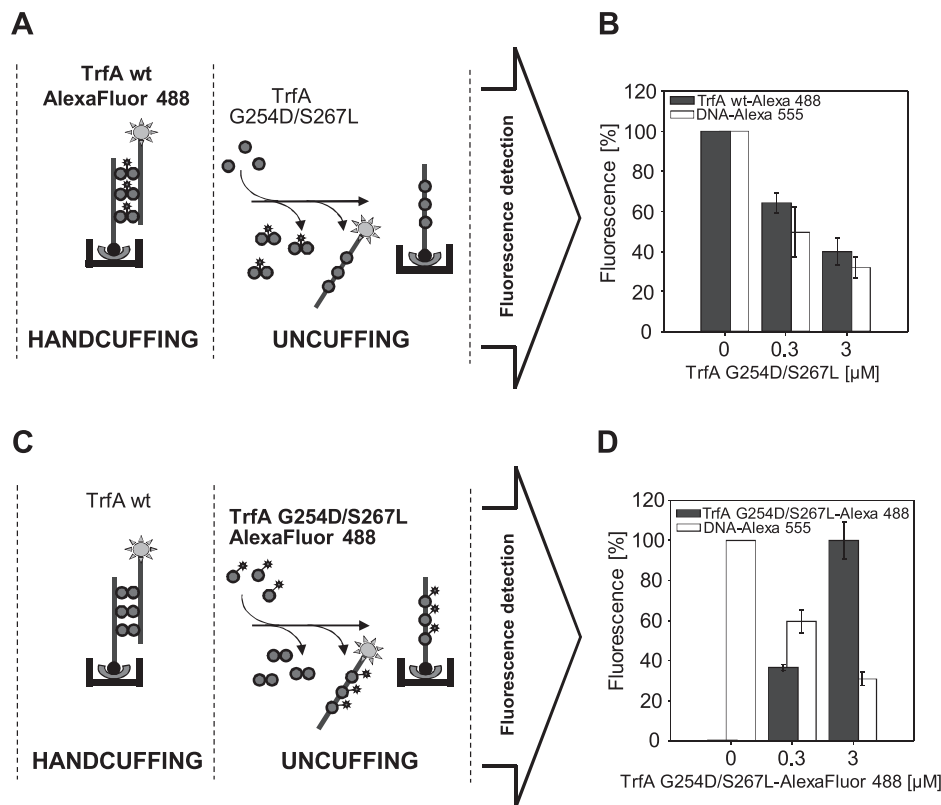 A
TrfA wt
AlexaFluor 488
TrfA
G254D/S267L
HANDCUFFING
UNCUFFING
Fluorescence detection
B
TrfA wt-Alexa 488
DNA-Alexa 555
Fluorescence [%]
120
100
80
60
40
20
0
0 0.3 3
TrfA G254D/S267L [µM]
C
TrfA wt
TrfA G254D/S267L
AlexaFluor 488
HANDCUFFING
UNCUFFING
Fluorescence detection
D
TrfA G254D/S267L-Alexa 488
DNA-Alexa 555
Fluorescence [%]
120
100
80
60
40
20
0
0 0.3 3
TrfA G254D/S267L-AlexaFluor 488 [µM]